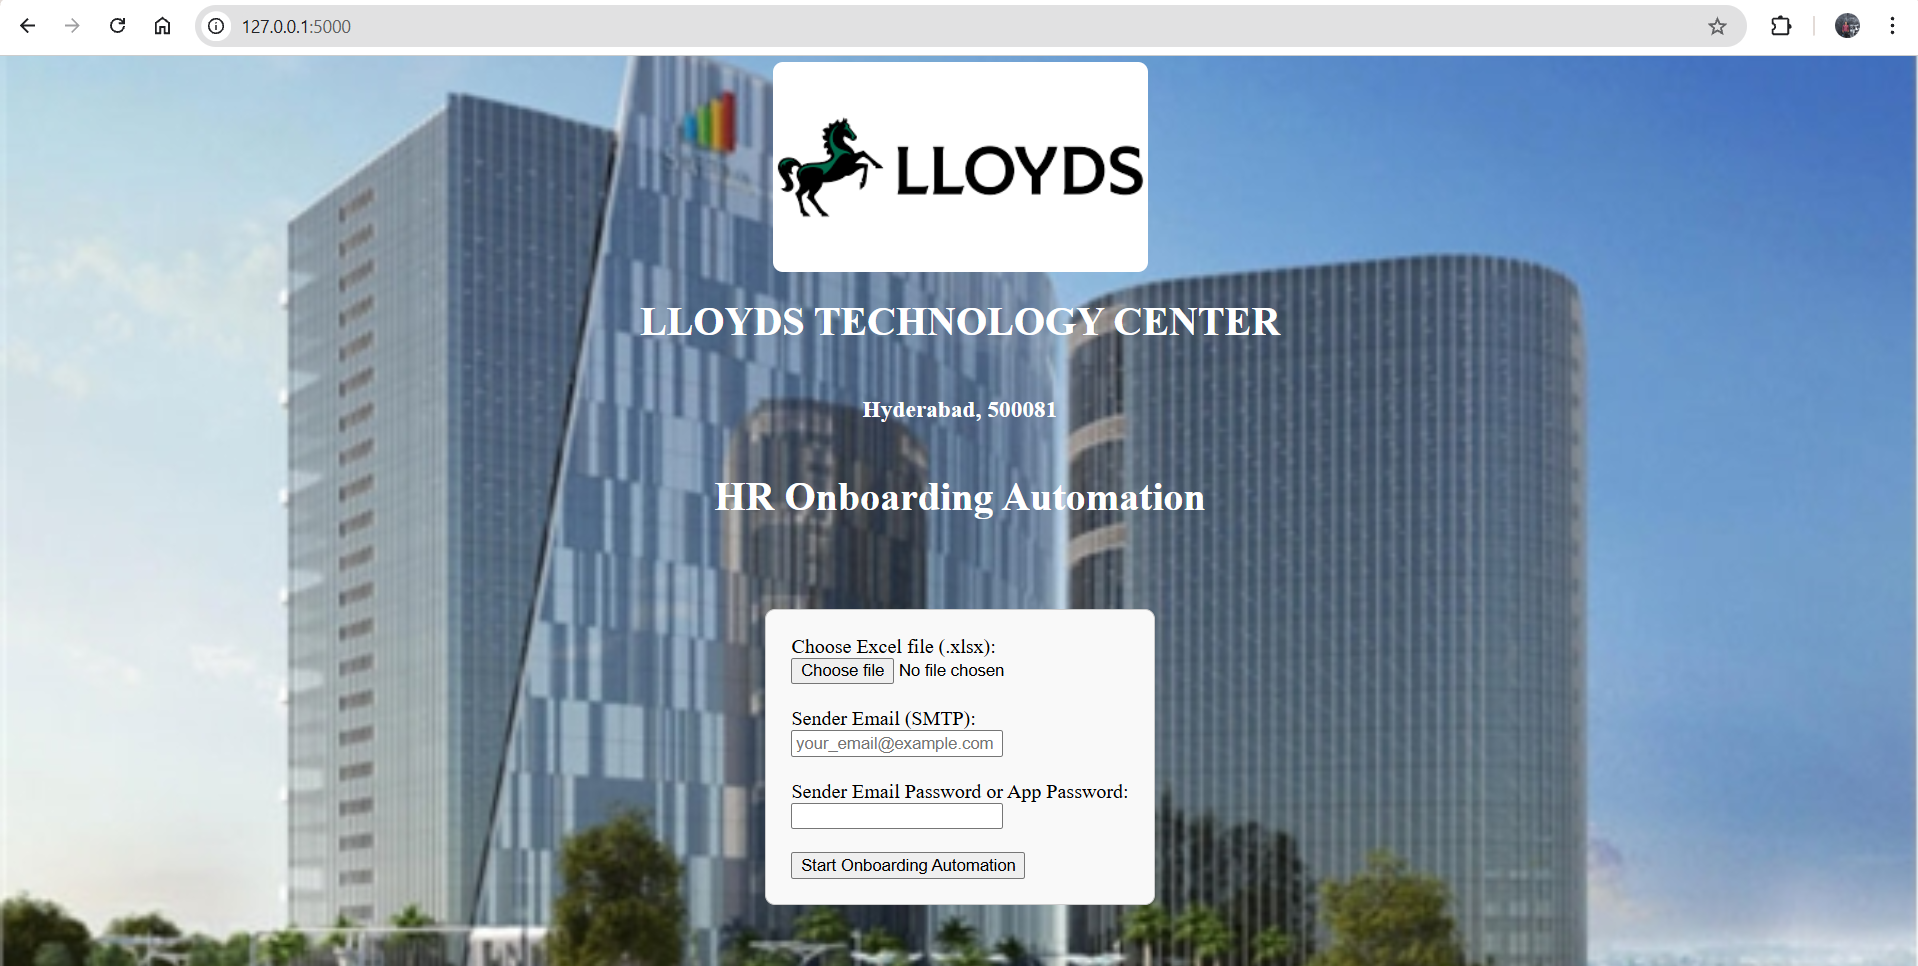 127.0.0.1:5000
LLOYDS
LLOYDS TECHNOLOGY CENTER
Hyderabad, 500081
HR Onboarding Automation
Choose Excel file (.xlsx):
Choose file No file chosen
Sender Email (SMTP):
your_email@example.com
Sender Email Password or App Password:
Start Onboarding Automation